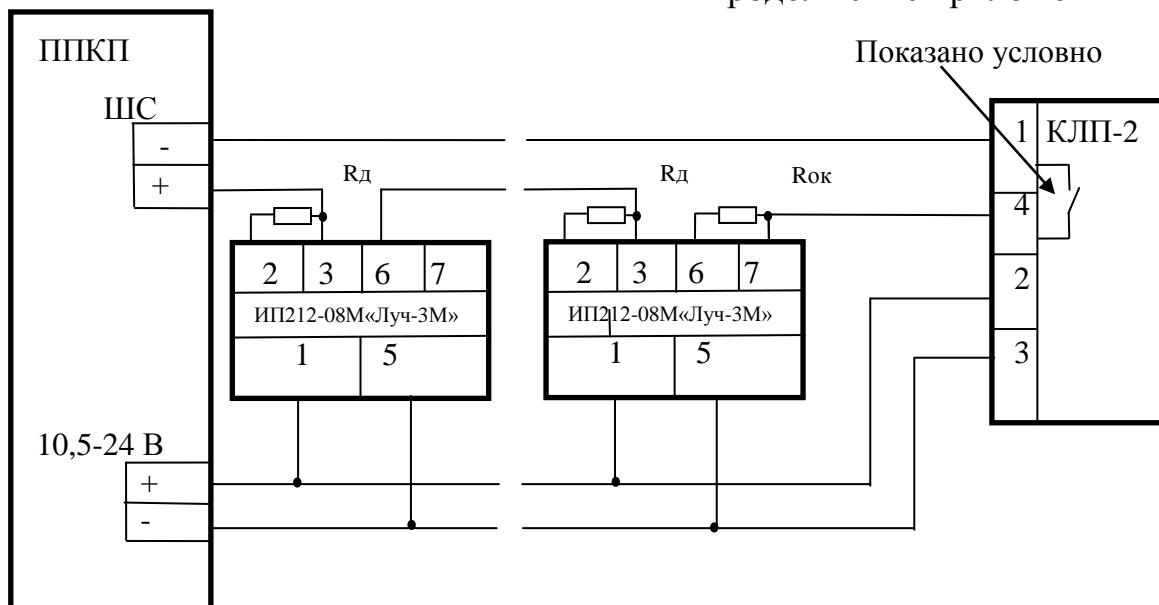 ППКП
Показано условно
ШС
-
+
Rд
Rд
Rок
1
КЛП-2
4
2
3
2 3 6 7
ИП212-08М«Луч-3М»
1 5
2 3 6 7
ИП212-08М«Луч-3М»
1 5
10,5-24 В
+
-